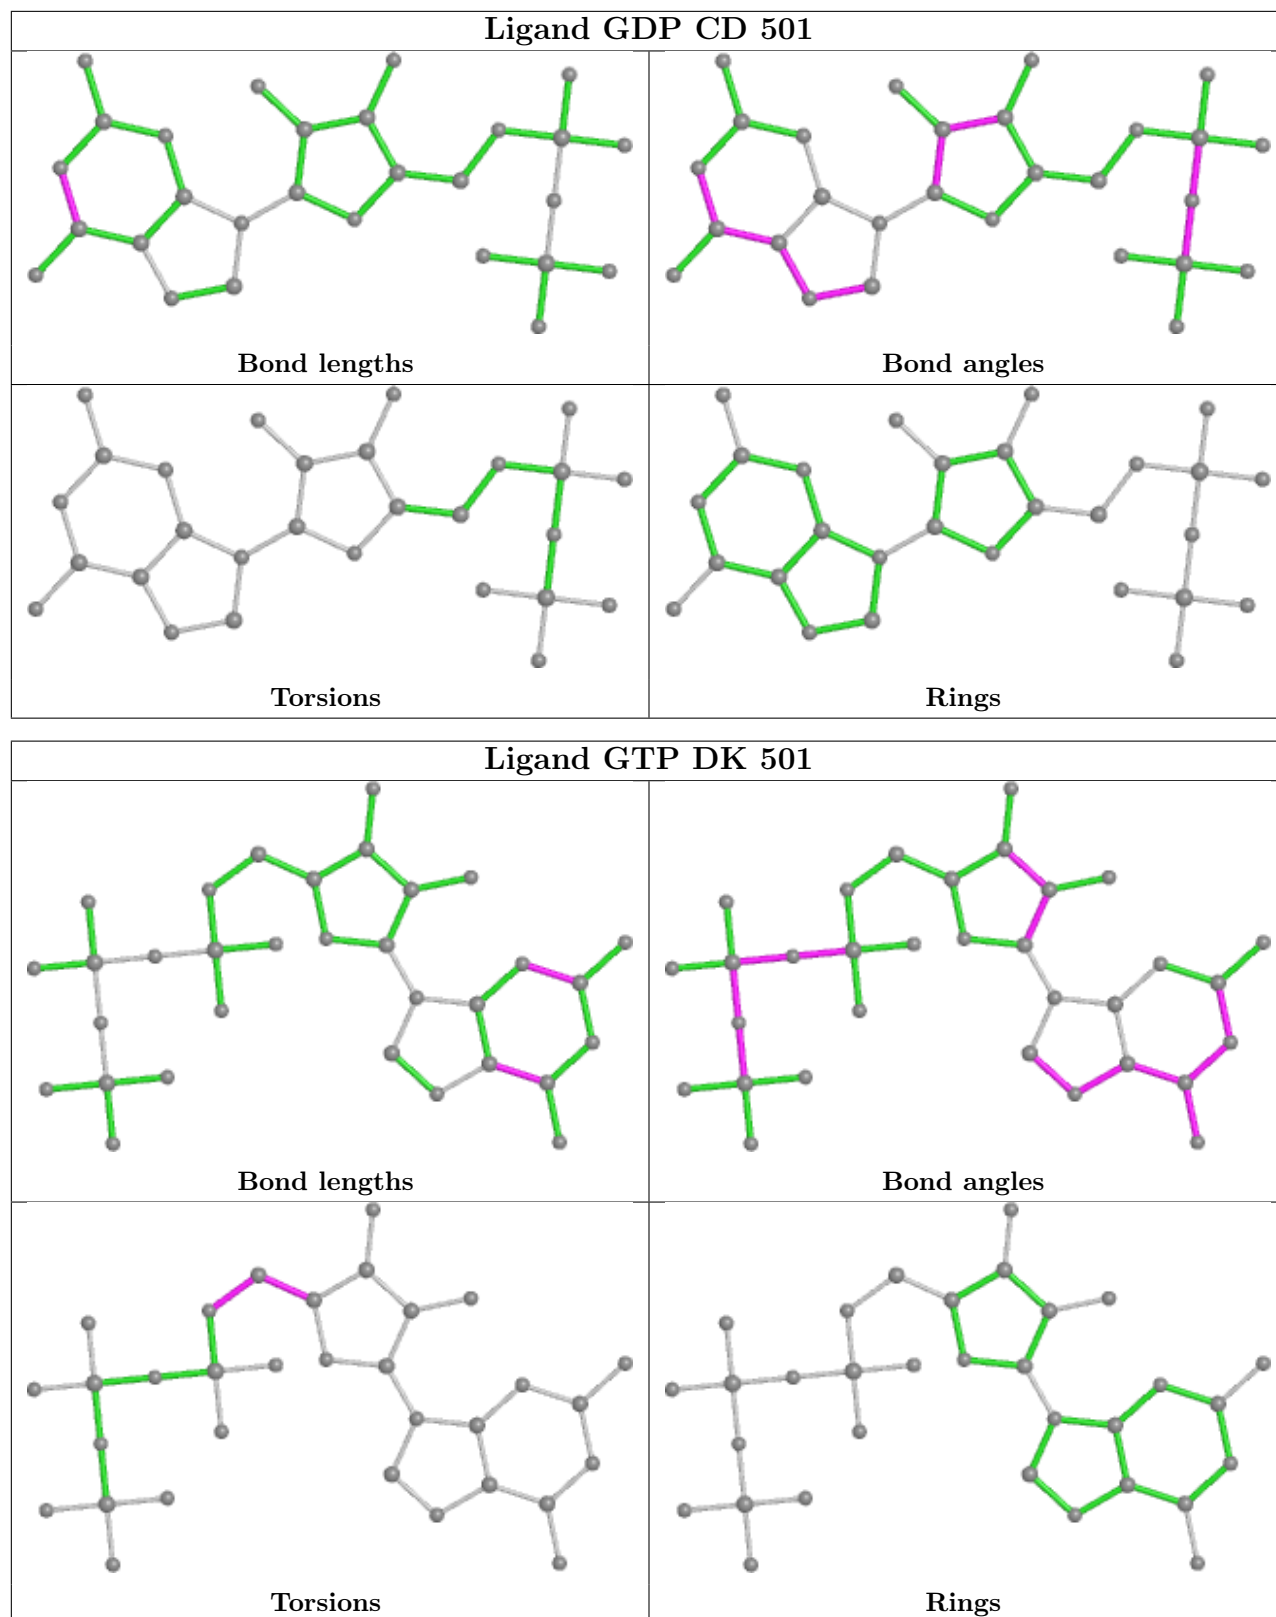 Ligand GDP CD 501
Bond lengths
Bond angles
Torsions
Rings
Ligand GTP DK 501
Bond lengths
Bond angles
Torsions
Rings